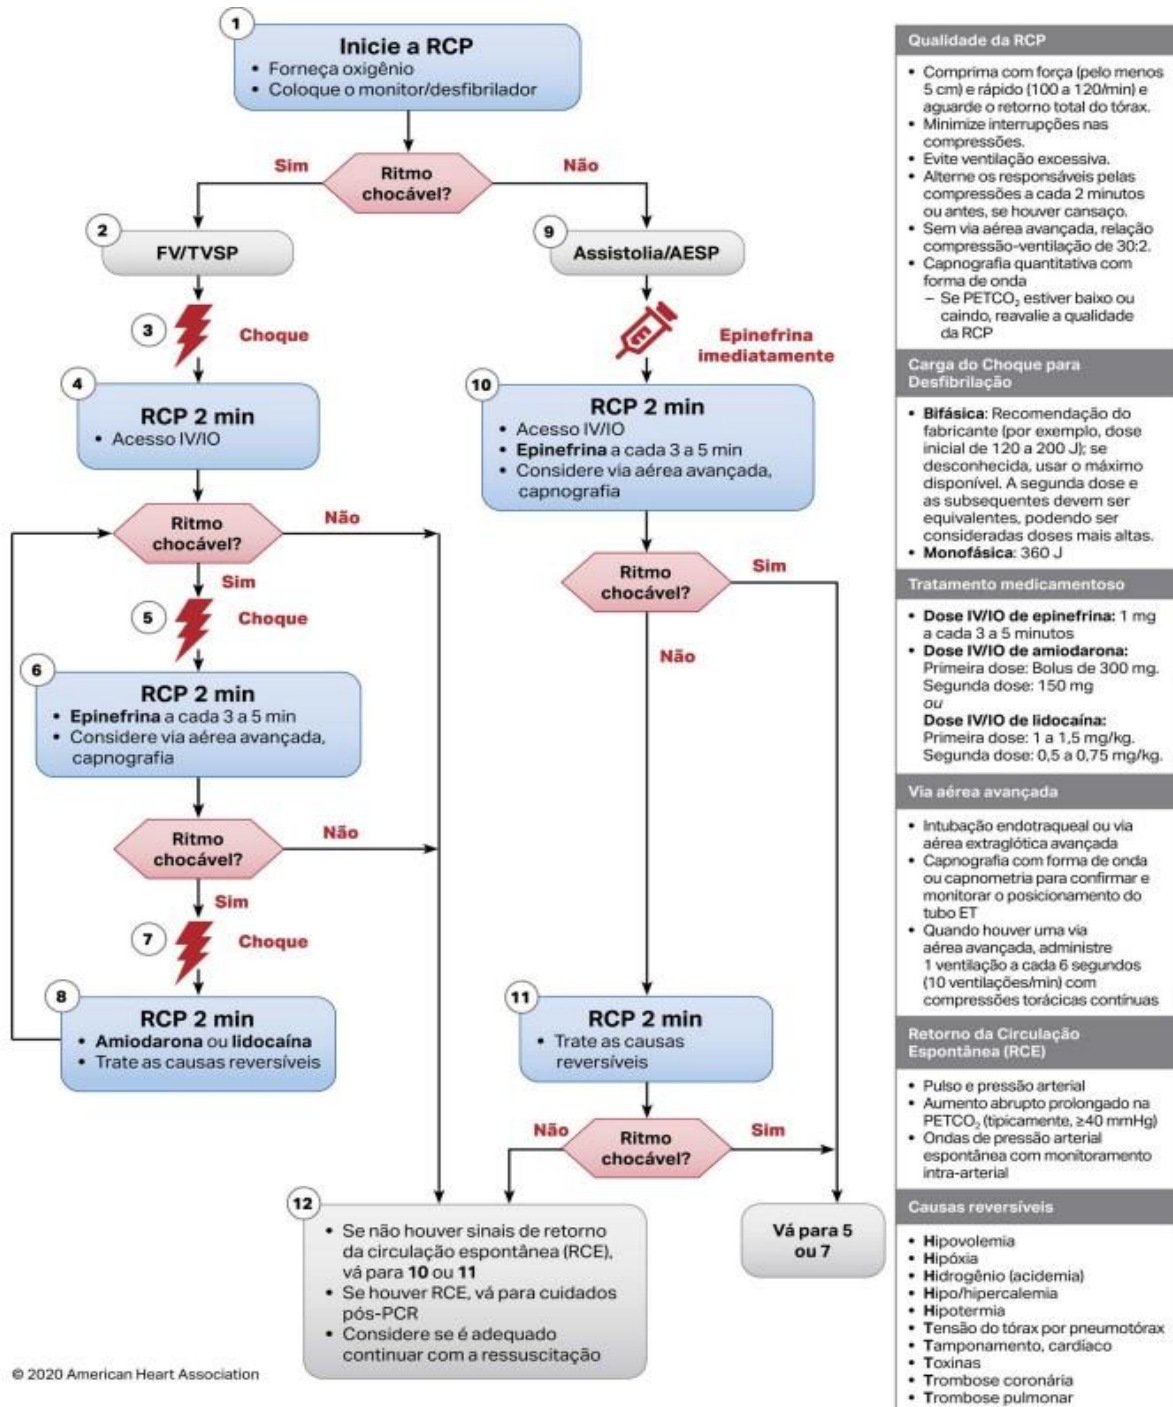 1
Inicie a RCP
• Forneça oxigênio
• Coloque o monitor/desfibrilador
Sim
Ritmo
chocável?
Não
2
FV/TVSP
9
Assistolia/AESP
3
Choque
Epinefrina
imediatamente
4
RCP 2 min
• Acesso IV/IO
10
RCP 2 min
• Acesso IV/IO
• Epinefrina a cada 3 a 5 min
• Considere via aérea avançada,
capnografia
Ritmo
chocável?
Não
Sim
5
Choque
Ritmo
chocável?
Sim
Não
6
RCP 2 min
• Epinefrina a cada 3 a 5 min
• Considere via aérea avançada,
capnografia
Ritmo
chocável?
Não
Sim
7
Choque
8
RCP 2 min
• Amiodarona ou lidocaína
• Trate as causas reversíveis
11
RCP 2 min
• Trate as causas
reversíveis
Não
Ritmo
chocável?
Sim
12
• Se não houver sinais de retorno
da circulação espontânea (RCE),
vá para 10 ou 11
• Se houver RCE, vá para cuidados
pós-PCR
• Considere se é adequado
continuar com a ressuscitação
Vá para 5
ou 7
© 2020 American Heart Association
Qualidade da RCP
• Comprima com força (pelo menos
5 cm) e rápido (100 a 120/min) e
aguarde o retorno total do tórax.
• Minimize interrupções nas
compressões.
• Evite ventilação excessiva.
• Alterne os responsáveis pelas
compressões a cada 2 minutos
ou antes, se houver cansaço.
• Sem via aérea avançada, relação
compressão-ventilação de 30:2.
• Capnografia quantitativa com
forma de onda
– Se PETCO₂ estiver baixo ou
caindo, reavalie a qualidade
da RCP
Carga do Choque para
Desfibrilação
• Bifásica: Recomendação do
fabricante (por exemplo, dose
inicial de 120 a 200 J); se
desconhecida, usar o máximo
disponível. A segunda dose e
as subsequentes devem ser
equivalentes, podendo ser
consideradas doses mais altas.
• Monofásica: 360 J
Tratamento medicamentoso
• Dose IV/IO de epinefrina: 1 mg
a cada 3 a 5 minutos
• Dose IV/IO de amiodarona:
Primeira dose: Bolus de 300 mg.
Segunda dose: 150 mg
ou
Dose IV/IO de lidocaína:
Primeira dose: 1 a 1,5 mg/kg.
Segunda dose: 0,5 a 0,75 mg/kg.
Via aérea avançada
• Intubação endotraqueal ou via
aérea extraglótica avançada
• Capnografia com forma de onda
ou capnometria para confirmar e
monitorar o posicionamento do
tubo ET
• Quando houver uma via
aérea avançada, administre
1 ventilação a cada 6 segundos
(10 ventilações/min) com
compressões torácicas contínuas
Retorno da Circulação
Espontânea (RCE)
• Pulso e pressão arterial
• Aumento abrupto prolongado na
PETCO₂ (tipicamente, ≥40 mmHg)
• Ondas de pressão arterial
espontânea com monitoramento
intra-arterial
Causas reversíveis
• Hipovolemia
• Hipóxia
• Hidrogênio (acidemia)
• Hipo/hipercalemia
• Hipotermia
• Tensão do tórax por pneumotórax
• Tamponamento, cardíaco
• Toxinas
• Trombose coronária
• Trombose pulmonar